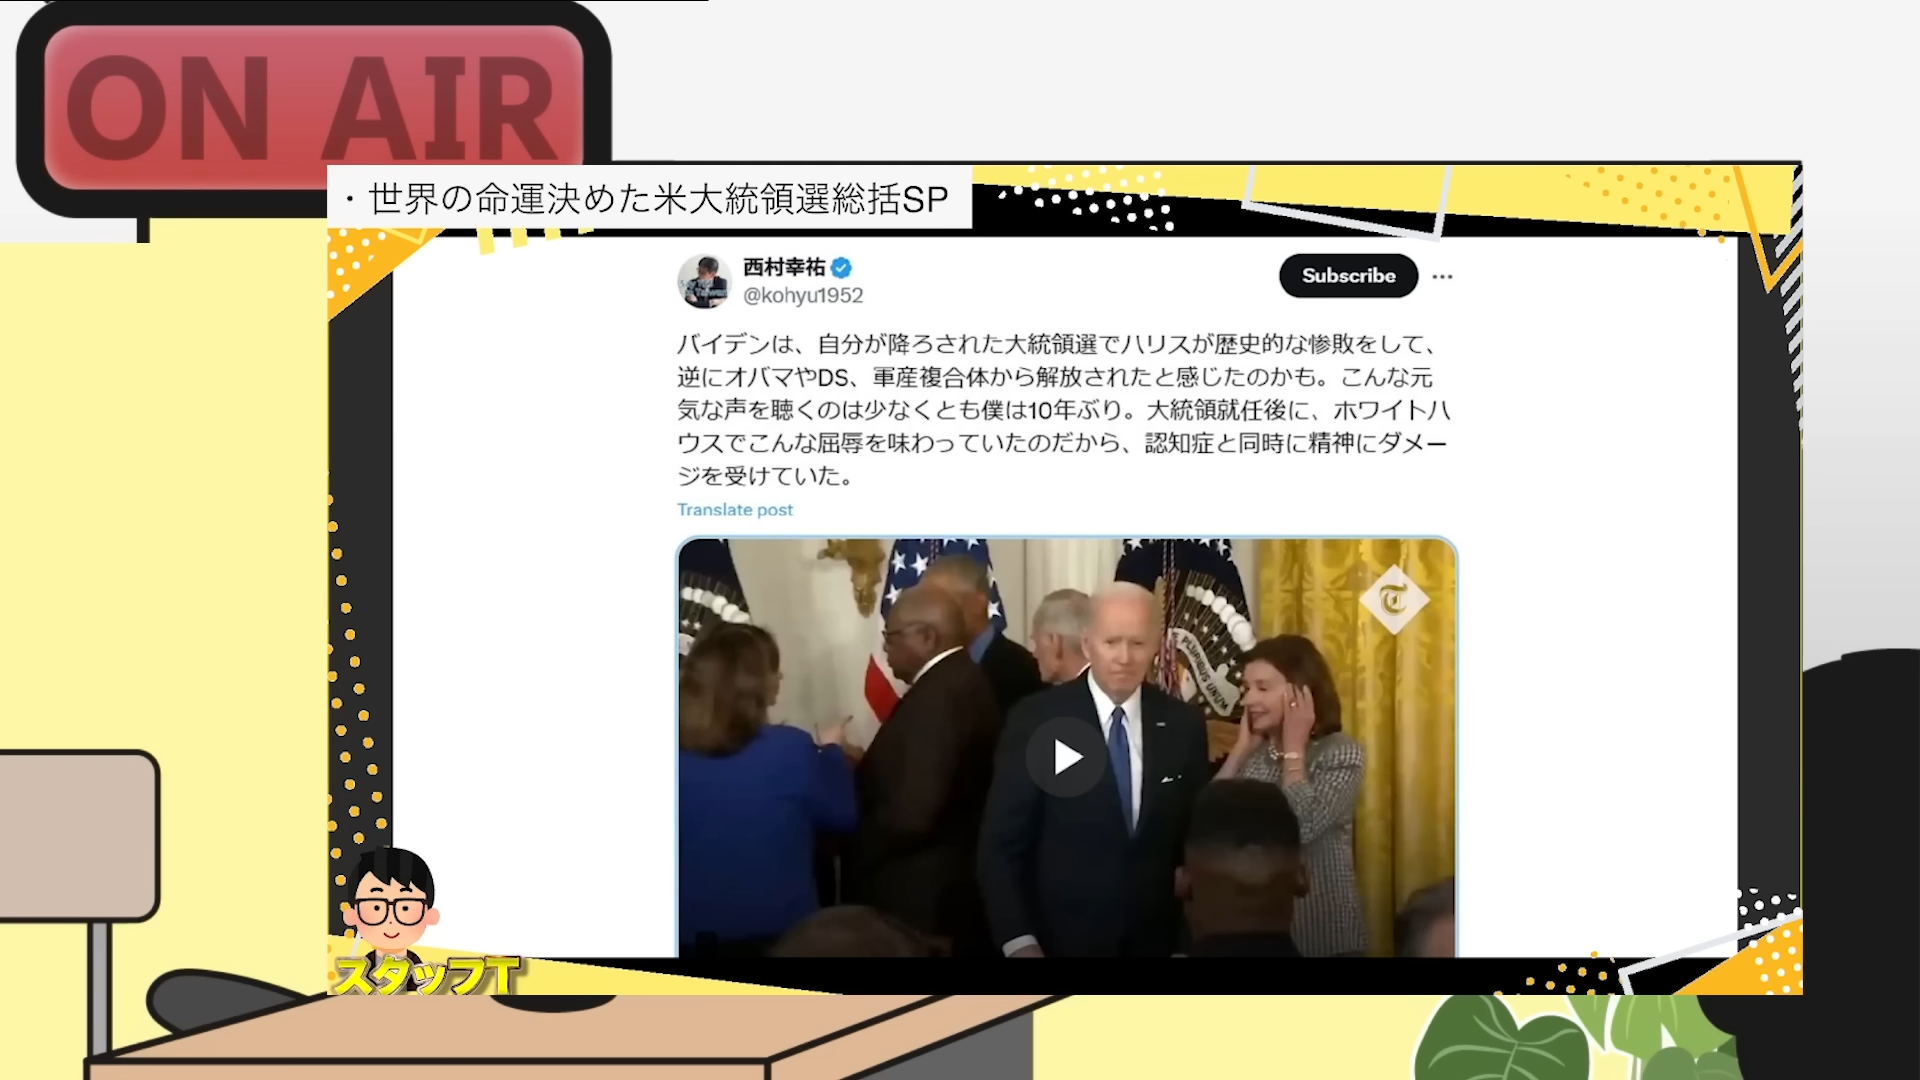 ON AIR
・世界の命運決めた米大統領選総括SP
西村幸祐
@kohyu1952
Subscribe
バイデンは、自分が降ろされた大統領選でハリスが歴史的な惨敗をして、
逆にオバマやDS、軍産複合体から解放されたと感じたのかも。こんな元
気な声を聴くのは少なくとも僕は10年ぶり。大統領就任後に、ホワイトハ
ウスでこんな屈辱を味わっていたのだから、認知症と同時に精神にダメー
ジを受けていた。
Translate post
T
PLURIBUS UNUM
スタッフT